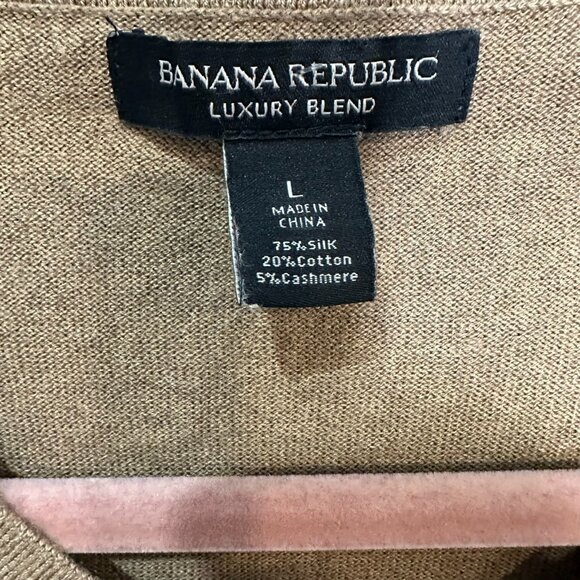 BANANA REPUBLIC
LUXURY BLEND
L
MADE IN
CHINA
75%Silk
20%Cotton
5%Cashmere